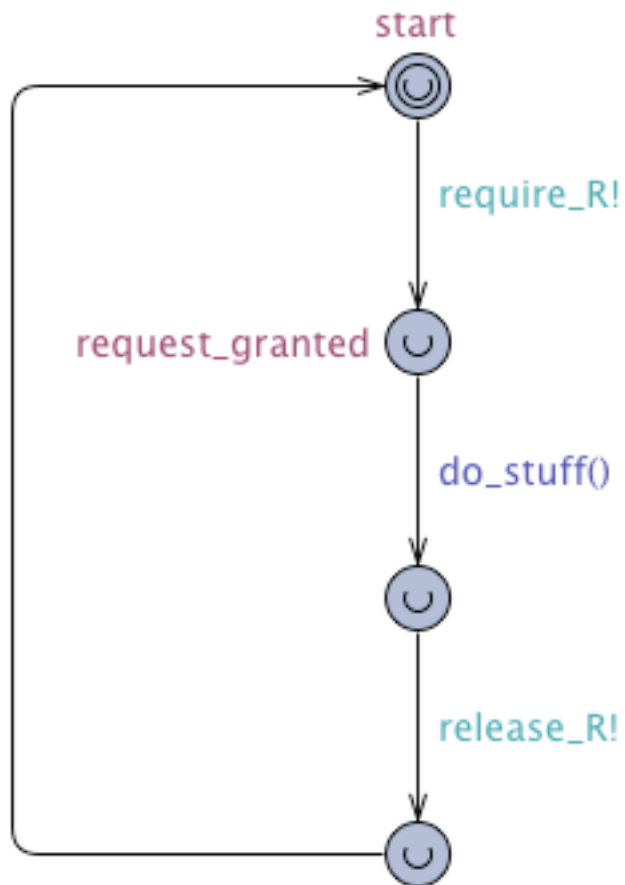 start
require_R!
request_granted
do_stuff()
release_R!